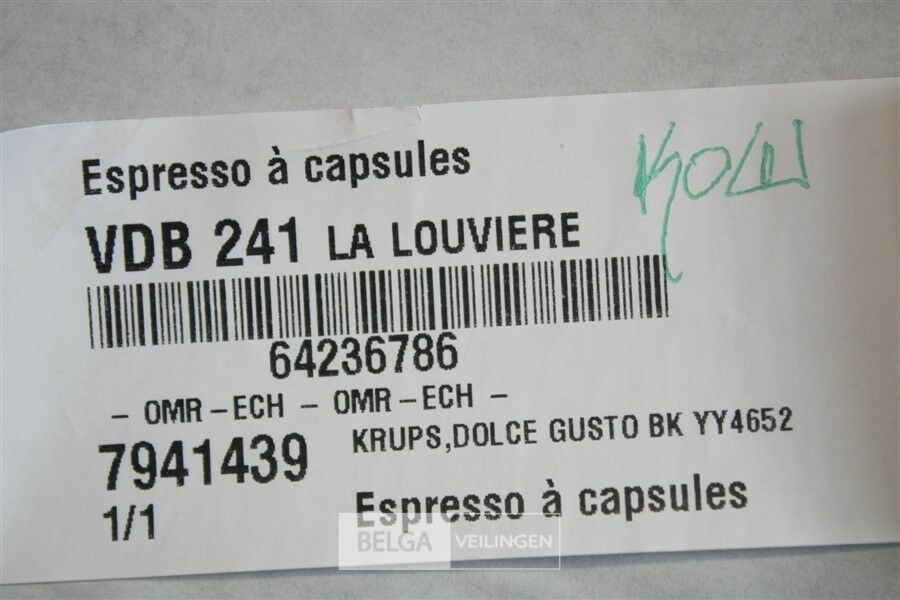 Espresso à capsules
VDB 241 LA LOUVIERE
64236786
- OMR-ECH - OMR-ECH -
7941439 KRUPS,DOLCE GUSTO BK YY4652
1/1 Espresso à capsules
BELGA VEILINGEN